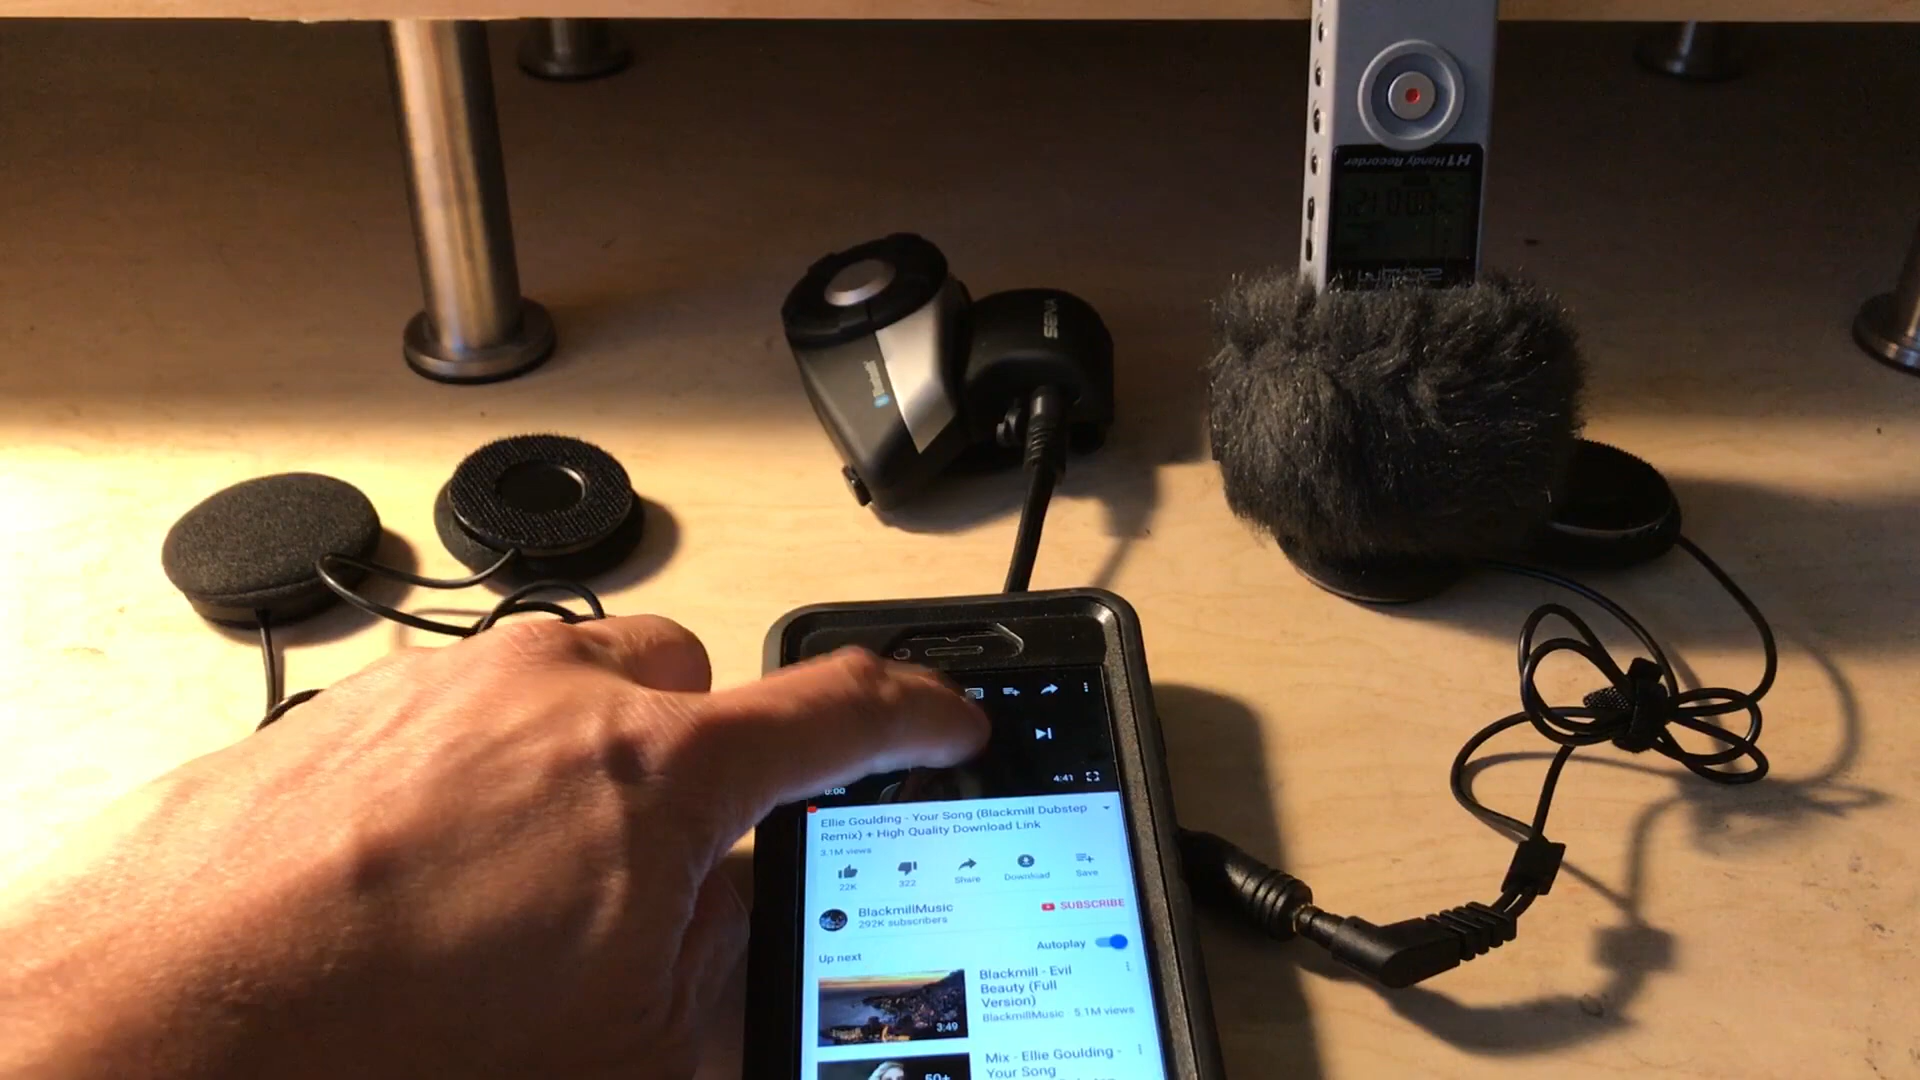 H1 Handy Recorder
zoom
SENA
Bluetooth
0:00
4:41
Ellie Goulding - Your Song (Blackmill Dubstep
Remix) + High Quality Download Link
3.1M views
22K
322
Share
Download
Save
BlackmillMusic
292K subscribers
SUBSCRIBE
Autoplay
Up next
Blackmill - Evil
Beauty (Full
Version)
BlackmillMusic 5.1M views
3:49
Mix - Ellie Goulding -
Your Song
50+